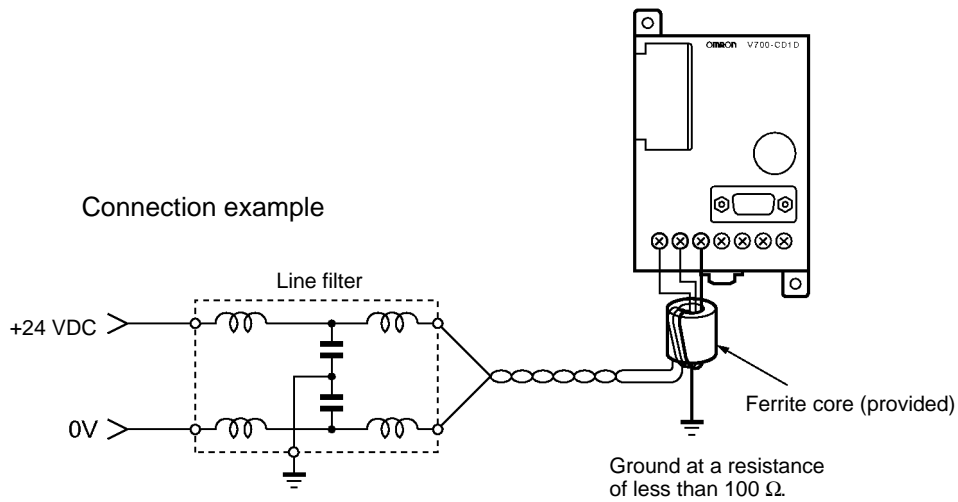 OMRON V700-CD1D
Connection example
Line filter
+24 VDC
0V
Ferrite core (provided)
Ground at a resistance
of less than 100 Ω.